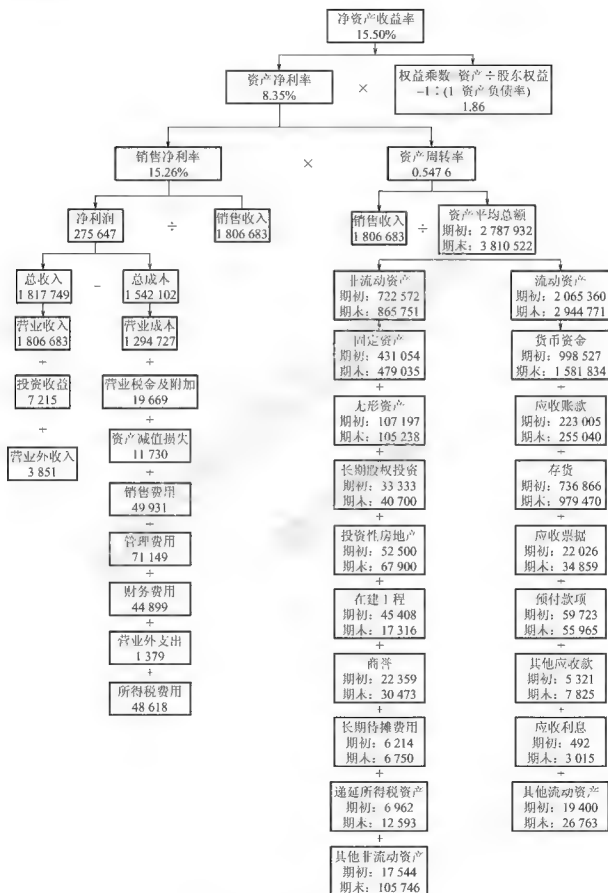 净资产收益率
15.50%
资产净利率
8.35%
×
权益乘数 资产÷股东权益
-1:(1 资产负债率)
1.86
销售净利率
15.26%
×
资产周转率
0.547 6
净利润
275 647
÷
销售收入
1 806 683
销售收入
1 806 683
÷
资产平均总额
期初: 2 787 932
期末: 3 810 522
总收入
1 817 749
-
总成本
1 542 102
营业收入
1 806 683
+
投资收益
7 215
+
营业外收入
3 851
营业成本
1 294 727
+
营业税金及附加
19 669
+
资产减值损失
11 730
+
销售费用
49 931
+
管理费用
71 149
+
财务费用
44 899
+
营业外支出
1 379
+
所得税费用
48 618
非流动资产
期初: 722 572
期末: 865 751
固定资产
期初: 431 054
期末: 479 035
+
无形资产
期初: 107 197
期末: 105 238
+
长期股权投资
期初: 33 333
期末: 40 700
+
投资性房地产
期初: 52 500
期末: 67 900
+
在建工程
期初: 45 408
期末: 17 316
+
商誉
期初: 22 359
期末: 30 473
+
长期待摊费用
期初: 6 214
期末: 6 750
+
递延所得税资产
期初: 6 962
期末: 12 593
+
其他非流动资产
期初: 17 544
期末: 105 746
流动资产
期初: 2 065 360
期末: 2 944 771
货币资金
期初: 998 527
期末: 1 581 834
+
应收账款
期初: 223 005
期末: 255 040
+
存货
期初: 736 866
期末: 979 470
+
应收票据
期初: 22 026
期末: 34 859
+
预付款项
期初: 59 723
期末: 55 965
+
其他应收款
期初: 5 321
期末: 7 825
+
应收利息
期初: 492
期末: 3 015
+
其他流动资产
期初: 19 400
期末: 26 763